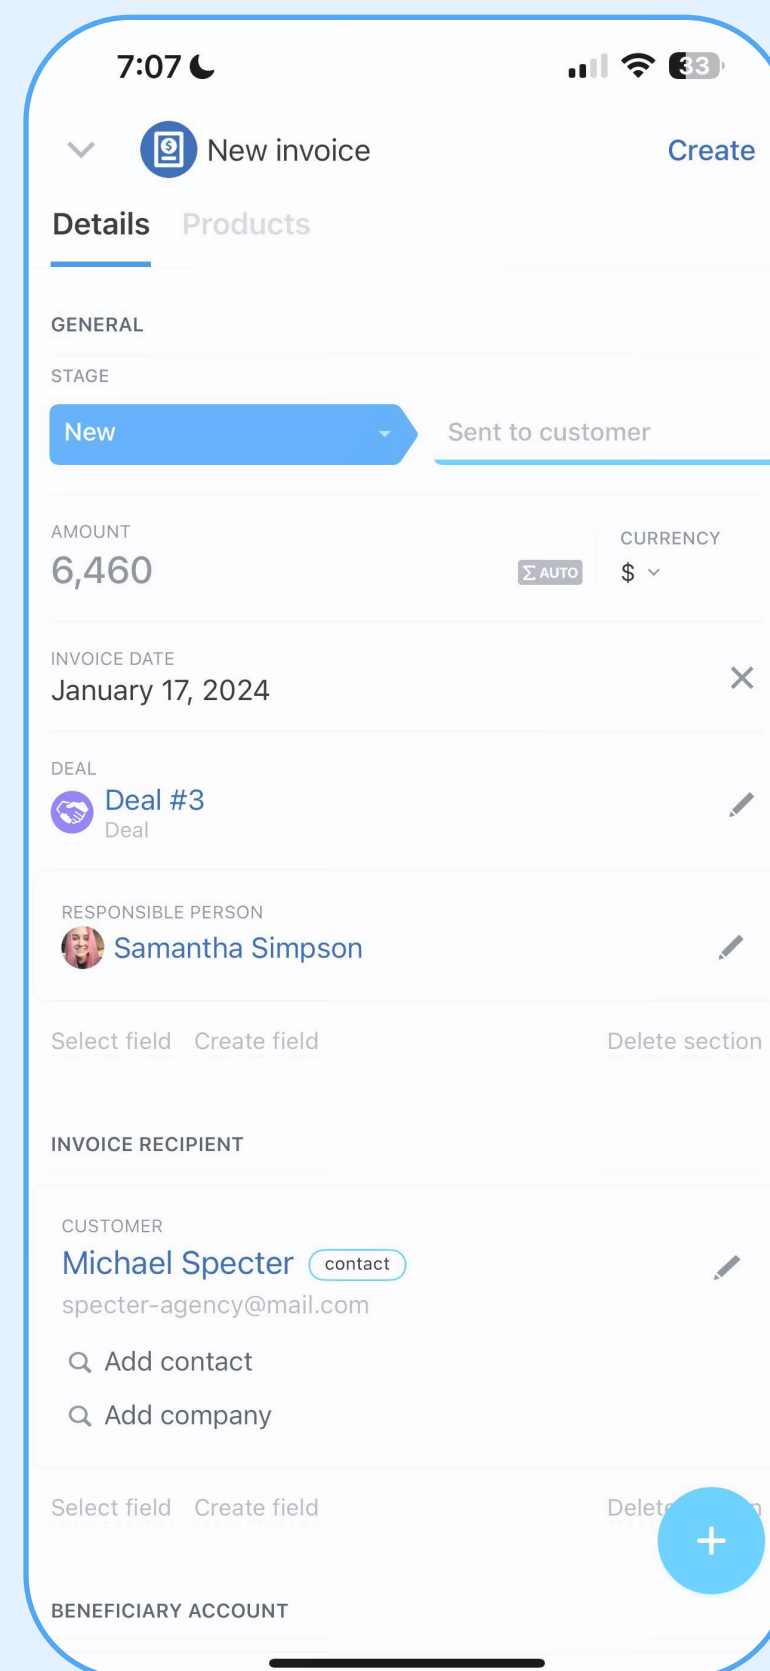 7:07
33
New invoice
Create
Details Products
GENERAL
STAGE
New
Sent to customer
AMOUNT
6,460
AUTO
CURRENCY
$
INVOICE DATE
January 17, 2024
DEAL
Deal #3
Deal
RESPONSIBLE PERSON
Samantha Simpson
Select field Create field Delete section
INVOICE RECIPIENT
CUSTOMER
Michael Specter contact
specter-agency@mail.com
Add contact
Add company
Select field Create field
BENEFICIARY ACCOUNT